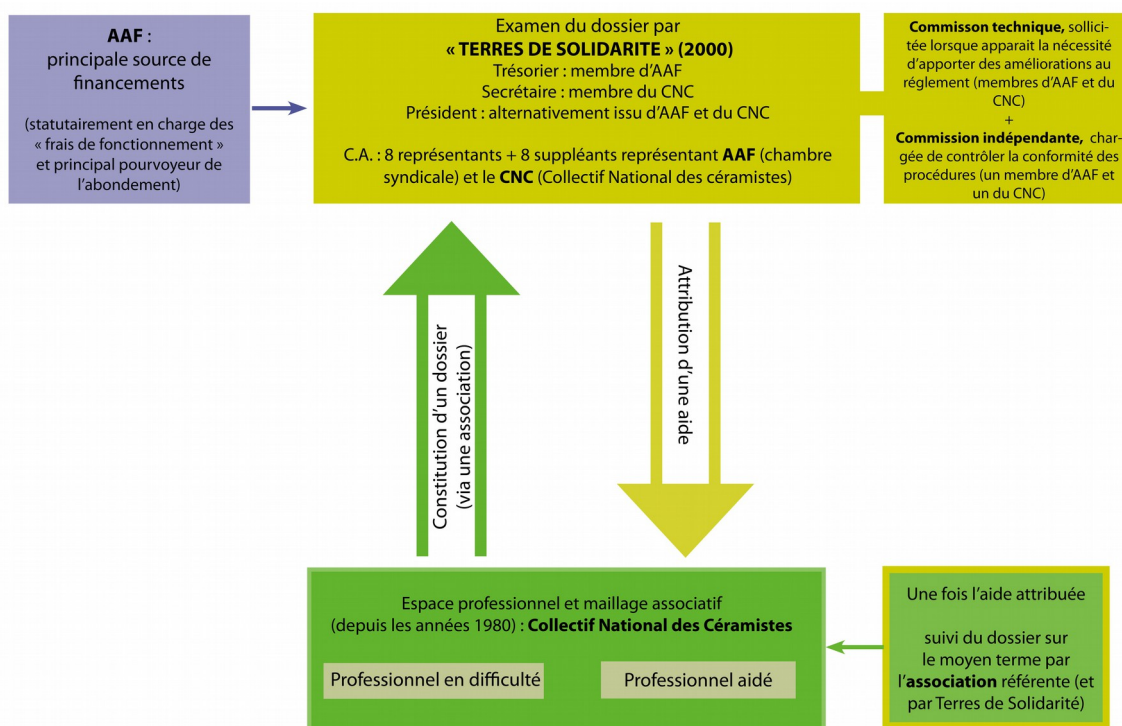 AAF :
principale source de
financements
(statutairement en charge des
« frais de fonctionnement »
et principal pourvoyeur de
l'abondement)
Examen du dossier par
« TERRES DE SOLIDARITE » (2000)
Trésorier : membre d'AAF
Secrétaire : membre du CNC
Président : alternativement issu d'AAF et du CNC
C.A. : 8 représentants + 8 suppléants représentant AAF (chambre
syndicale) et le CNC (Collectif National des céramistes)
Commisson technique, sollici-
tée lorsque apparait la nécessité
d'apporter des améliorations au
réglement (membres d'AAF et du
CNC)
+
Commission indépendante, char-
gée de contrôler la conformité des
procédures (un membre d'AAF et
un du CNC)
Constitution d'un dossier
(via une association)
Attribution d'une aide
Espace professionnel et maillage associatif
(depuis les années 1980) : Collectif National des Céramistes
Professionnel en difficulté
Professionnel aidé
Une fois l'aide attribuée
suivi du dossier sur
le moyen terme par
l'association référente (et
par Terres de Solidarité)